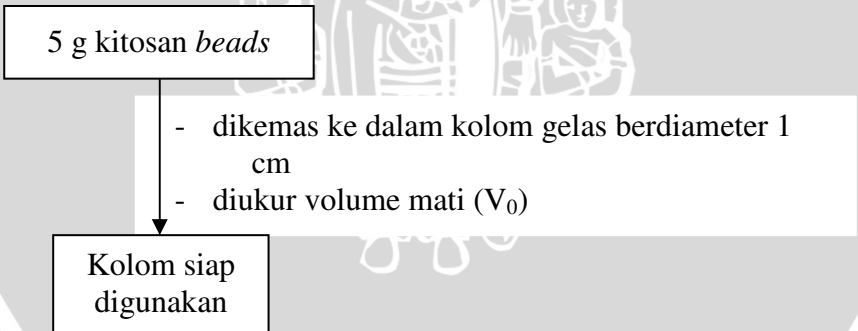 5 g kitosan beads
- dikemas ke dalam kolom gelas berdiameter 1
cm
- diukur volume mati (V₀)
Kolom siap
digunakan